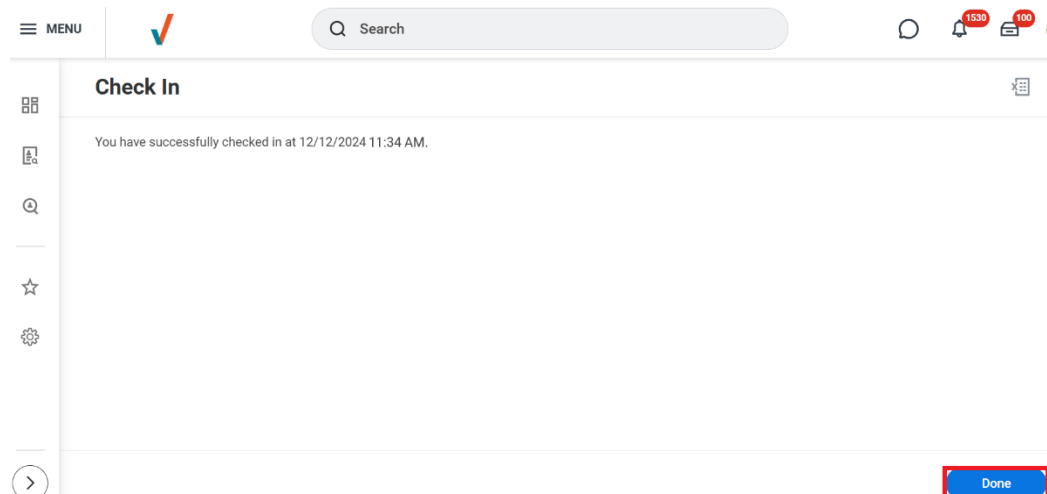 MENU
Search
1530
100
Check In
You have successfully checked in at 12/12/2024 11:34 AM.
Done